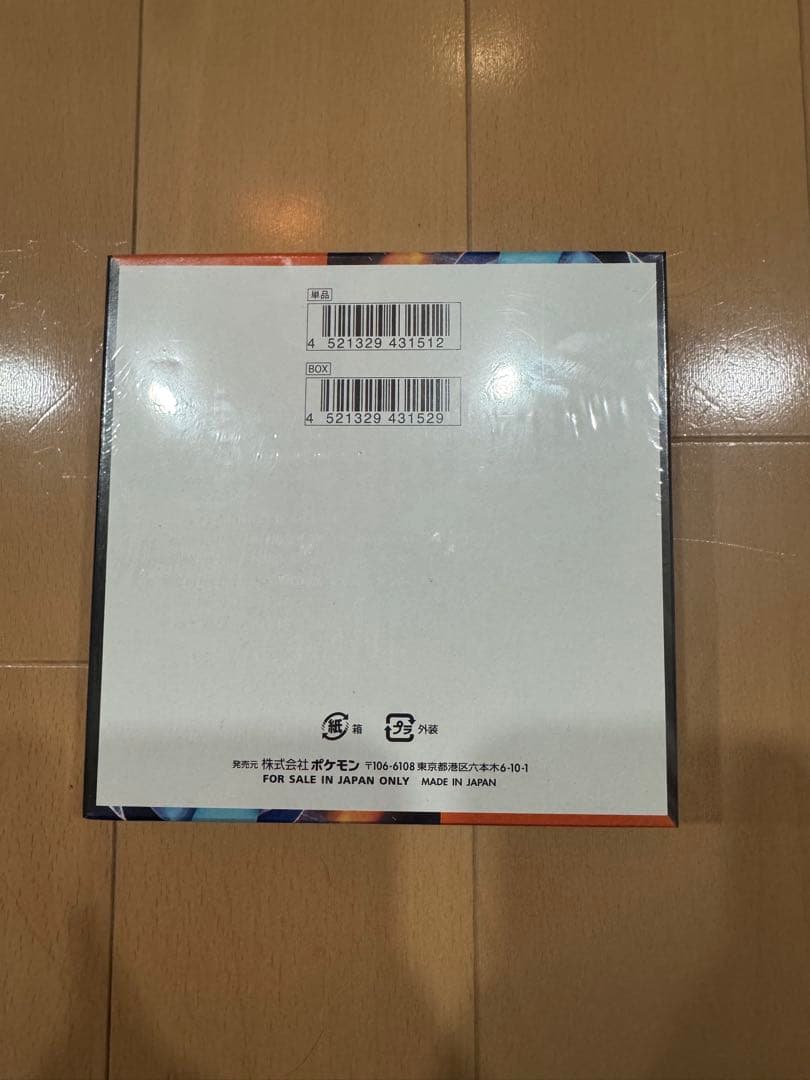 単品
4 521329 431512
BOX
4 521329 431529
紙 箱 プラ 外装
発売元 株式会社ポケモン 〒106-6108 東京都港区六本木6-10-1
FOR SALE IN JAPAN ONLY MADE IN JAPAN